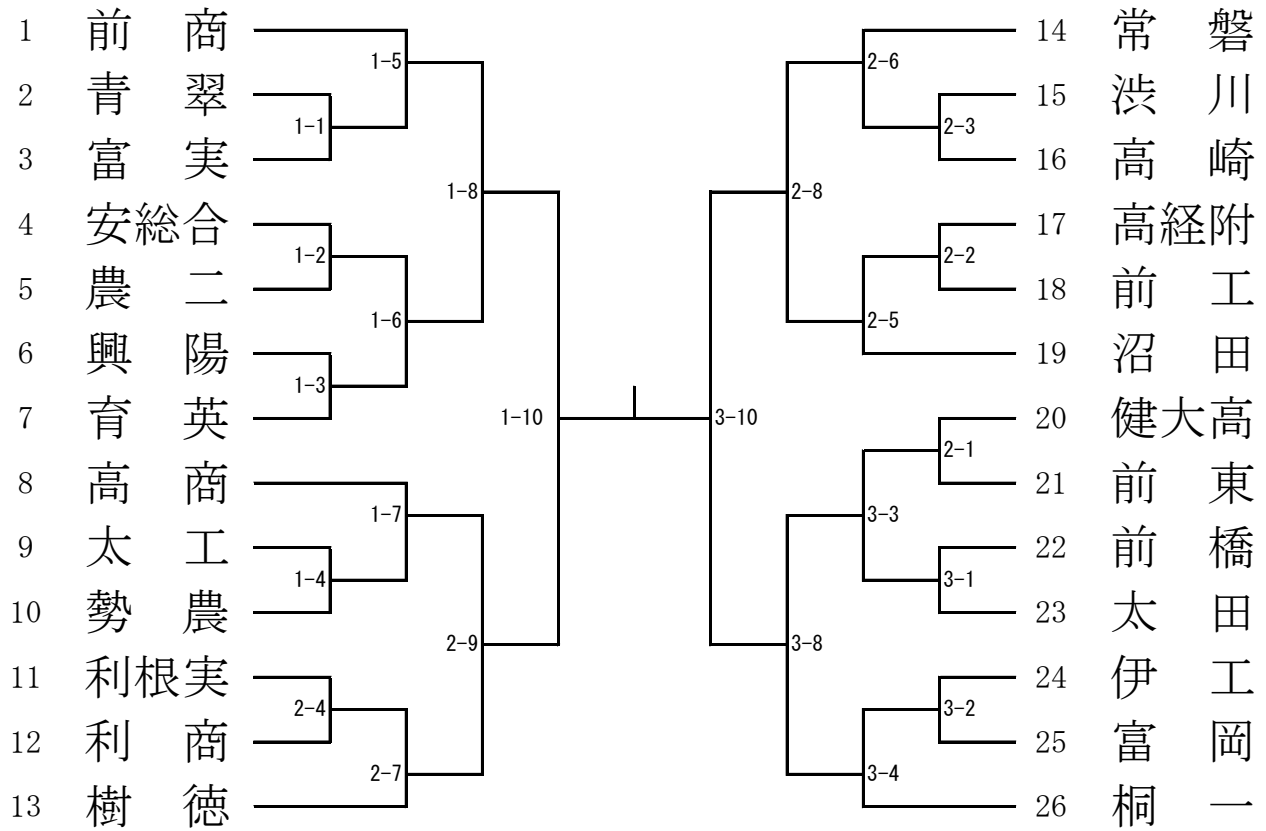 1 前商
2 青翠
3 富実
4 安総合
5 農二
6 興陽
7 育英
8 高商
9 太工
10 勢農
11 利根実
12 利商
13 樹徳
1-5
1-1
1-8
1-2
1-6
1-3
1-10
1-7
1-4
2-9
2-4
2-7
2-6
2-3
2-8
2-2
2-5
3-10
2-1
3-3
3-1
3-8
3-2
3-4
14 常磐
15 渋川
16 高崎
17 高経附
18 前工
19 沼田
20 健大高
21 前東
22 前橋
23 太田
24 伊工
25 富岡
26 桐一